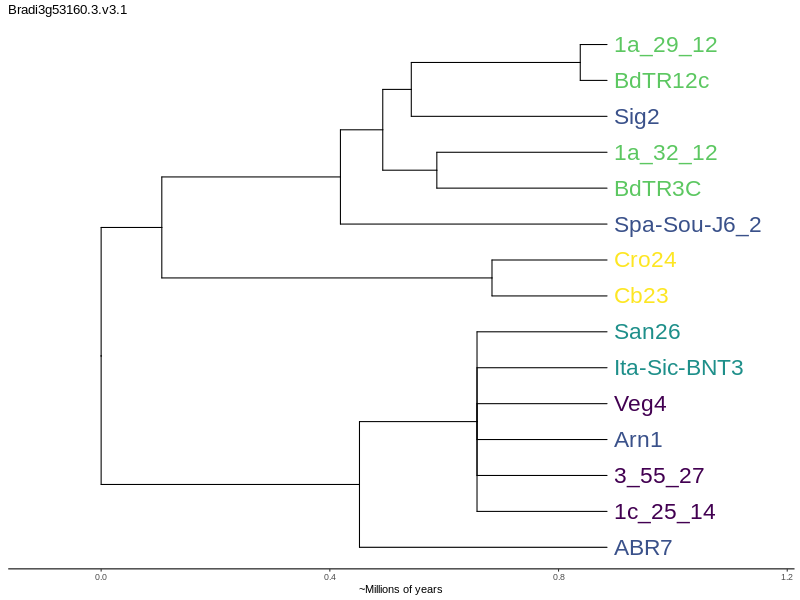 Bradi3g53160.3.v3.1
1a_29_12
BdTR12c
Sig2
1a_32_12
BdTR3C
Spa-Sou-J6_2
Cro24
Cb23
San26
Ita-Sic-BNT3
Veg4
Arn1
3_55_27
1c_25_14
ABR7
0.0 0.4 0.8 1.2
~Millions of years